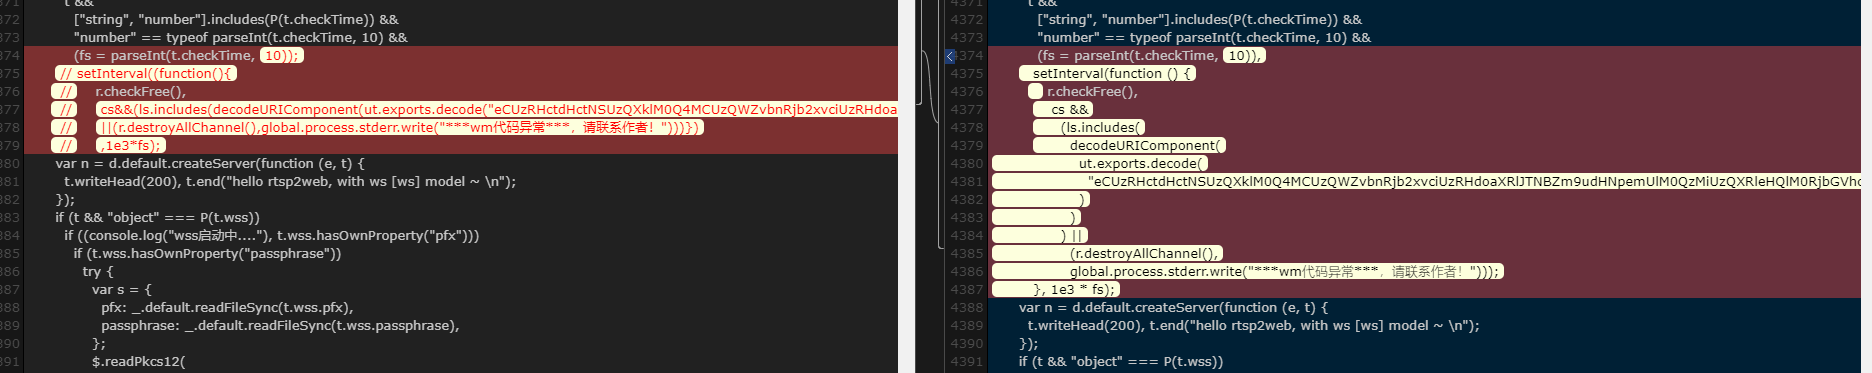 371 t &&
372 ["string", "number"].includes(P(t.checkTime)) &&
373 "number" == typeof parseInt(t.checkTime, 10) &&
374 (fs = parseInt(t.checkTime, 10));
375 // setInterval((function(){
376 // r.checkFree(),
377 // cs&&(ls.includes(decodeURIComponent(ut.exports.decode("eCUzRHctdHctNSUzQXklM0Q4MCUzQWZvbnRjb2xvciUzRHdoa
378 // ||(r.destroyAllChannel(),global.process.stderr.write("***wm代码异常***，请联系作者！")))})
379 // ,1e3*fs);
380 var n = d.default.createServer(function (e, t) {
381 t.writeHead(200), t.end("hello rtsp2web, with ws [ws] model ~ \n");
382 });
383 if (t && "object" === P(t.wss))
384 if ((console.log("wss启动中...."), t.wss.hasOwnProperty("pfx")))
385 if (t.wss.hasOwnProperty("passphrase"))
386 try {
387 var s = {
388 pfx: _.default.readFileSync(t.wss.pfx),
389 passphrase: _.default.readFileSync(t.wss.passphrase),
390 };
391 $.readPkcs12(
4371 t &&
4372 ["string", "number"].includes(P(t.checkTime)) &&
4373 "number" == typeof parseInt(t.checkTime, 10) &&
4374 (fs = parseInt(t.checkTime, 10)),
4375 setInterval(function () {
4376 r.checkFree(),
4377 cs &&
4378 (ls.includes(
4379 decodeURIComponent(
4380 ut.exports.decode(
4381 "eCUzRHctdHctNSUzQXklM0Q4MCUzQWZvbnRjb2xvciUzRHdoaXRlJTNBZm9udHNpemUlM0QzMiUzQXRleHQlM0RjbGVhc
4382 )
4383 )
4384 ) ||
4385 (r.destroyAllChannel(),
4386 global.process.stderr.write("***wm代码异常***，请联系作者！")));
4387 }, 1e3 * fs);
4388 var n = d.default.createServer(function (e, t) {
4389 t.writeHead(200), t.end("hello rtsp2web, with ws [ws] model ~ \n");
4390 });
4391 if (t && "object" === P(t.wss))